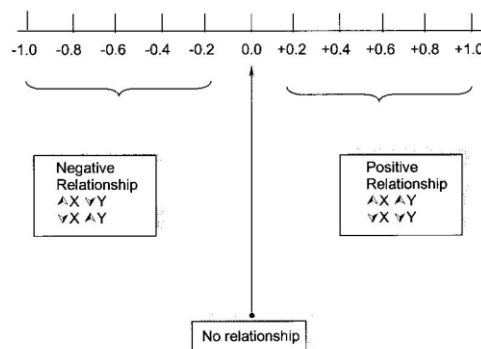 -1.0 -0.8 -0.6 -0.4 -0.2 0.0 +0.2 +0.4 +0.6 +0.8 +1.0
Negative
Relationship
⮝X ⮟Y
⮟X ⮝Y
Positive
Relationship
⮝X ⮝Y
⮟X ⮟Y
No relationship